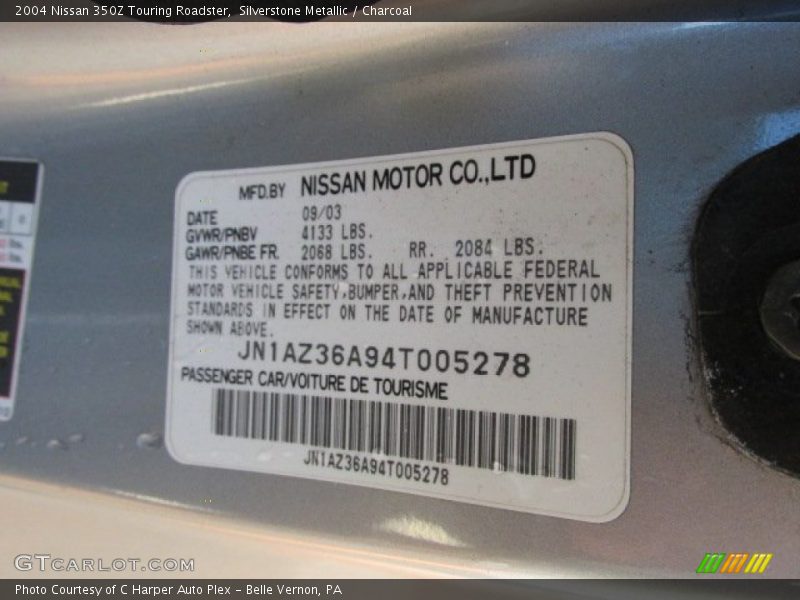 2004 Nissan 350Z Touring Roadster,  Silverstone Metallic / Charcoal
MFD.BY NISSAN MOTOR CO.,LTD
DATE 09/03
GVWR/PNBV 4133 LBS.
GAWR/PNBE FR. 2068 LBS. RR. 2084 LBS.
THIS VEHICLE CONFORMS TO ALL APPLICABLE FEDERAL
MOTOR VEHICLE SAFETY,BUMPER,AND THEFT PREVENTION
STANDARDS IN EFFECT ON THE DATE OF MANUFACTURE
SHOWN ABOVE.
JN1AZ36A94T005278
PASSENGER CAR/VOITURE DE TOURISME
JN1AZ36A94T005278
GTCARLOT.COM
Photo Courtesy of C Harper Auto Plex – Belle Vernon, PA